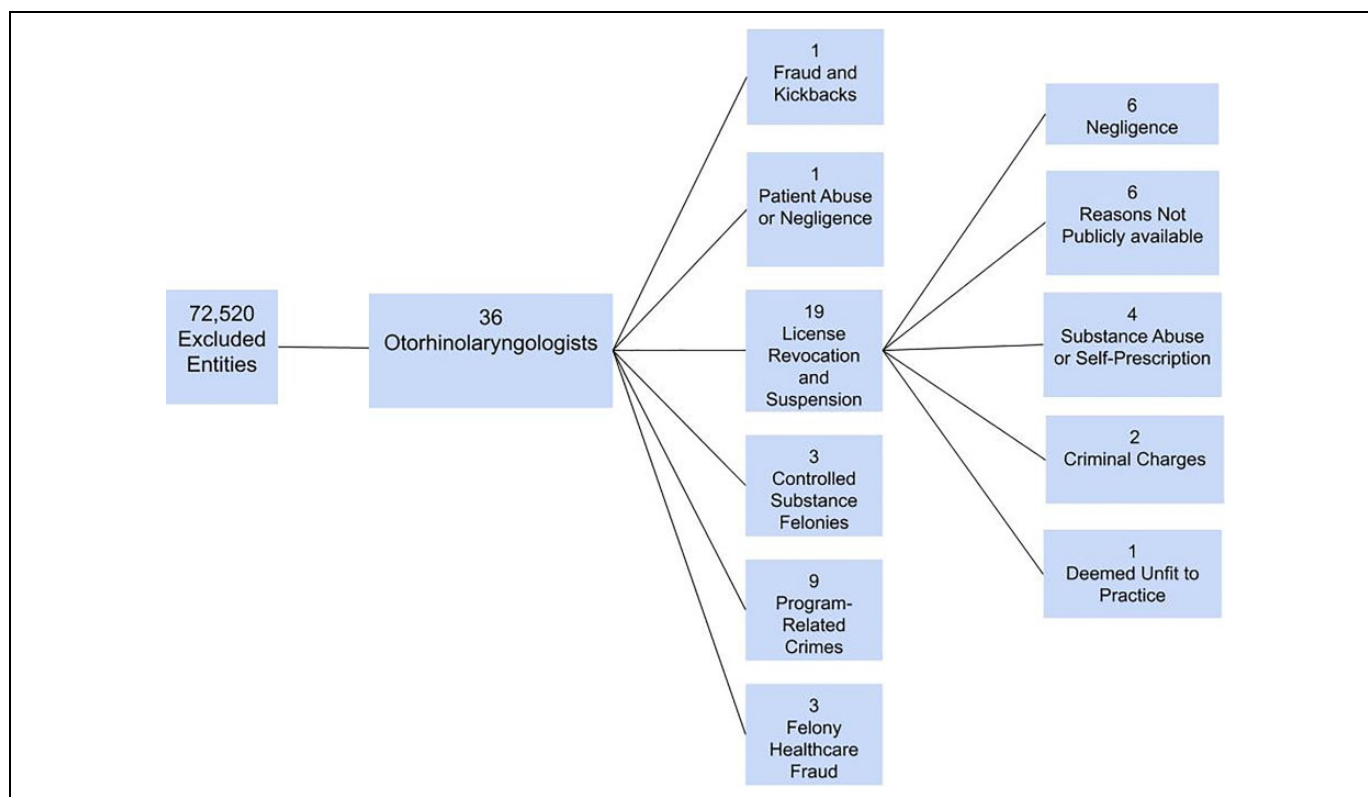 72,520
Excluded
Entities
36
Otorhinolaryngologists
1
Fraud and
Kickbacks
1
Patient Abuse
or Negligence
19
License
Revocation
and
Suspension
3
Controlled
Substance
Felonies
9
Program-
Related
Crimes
3
Felony
Healthcare
Fraud
6
Negligence
6
Reasons Not
Publicly available
4
Substance Abuse
or Self-Prescription
2
Criminal Charges
1
Deemed Unfit to
Practice